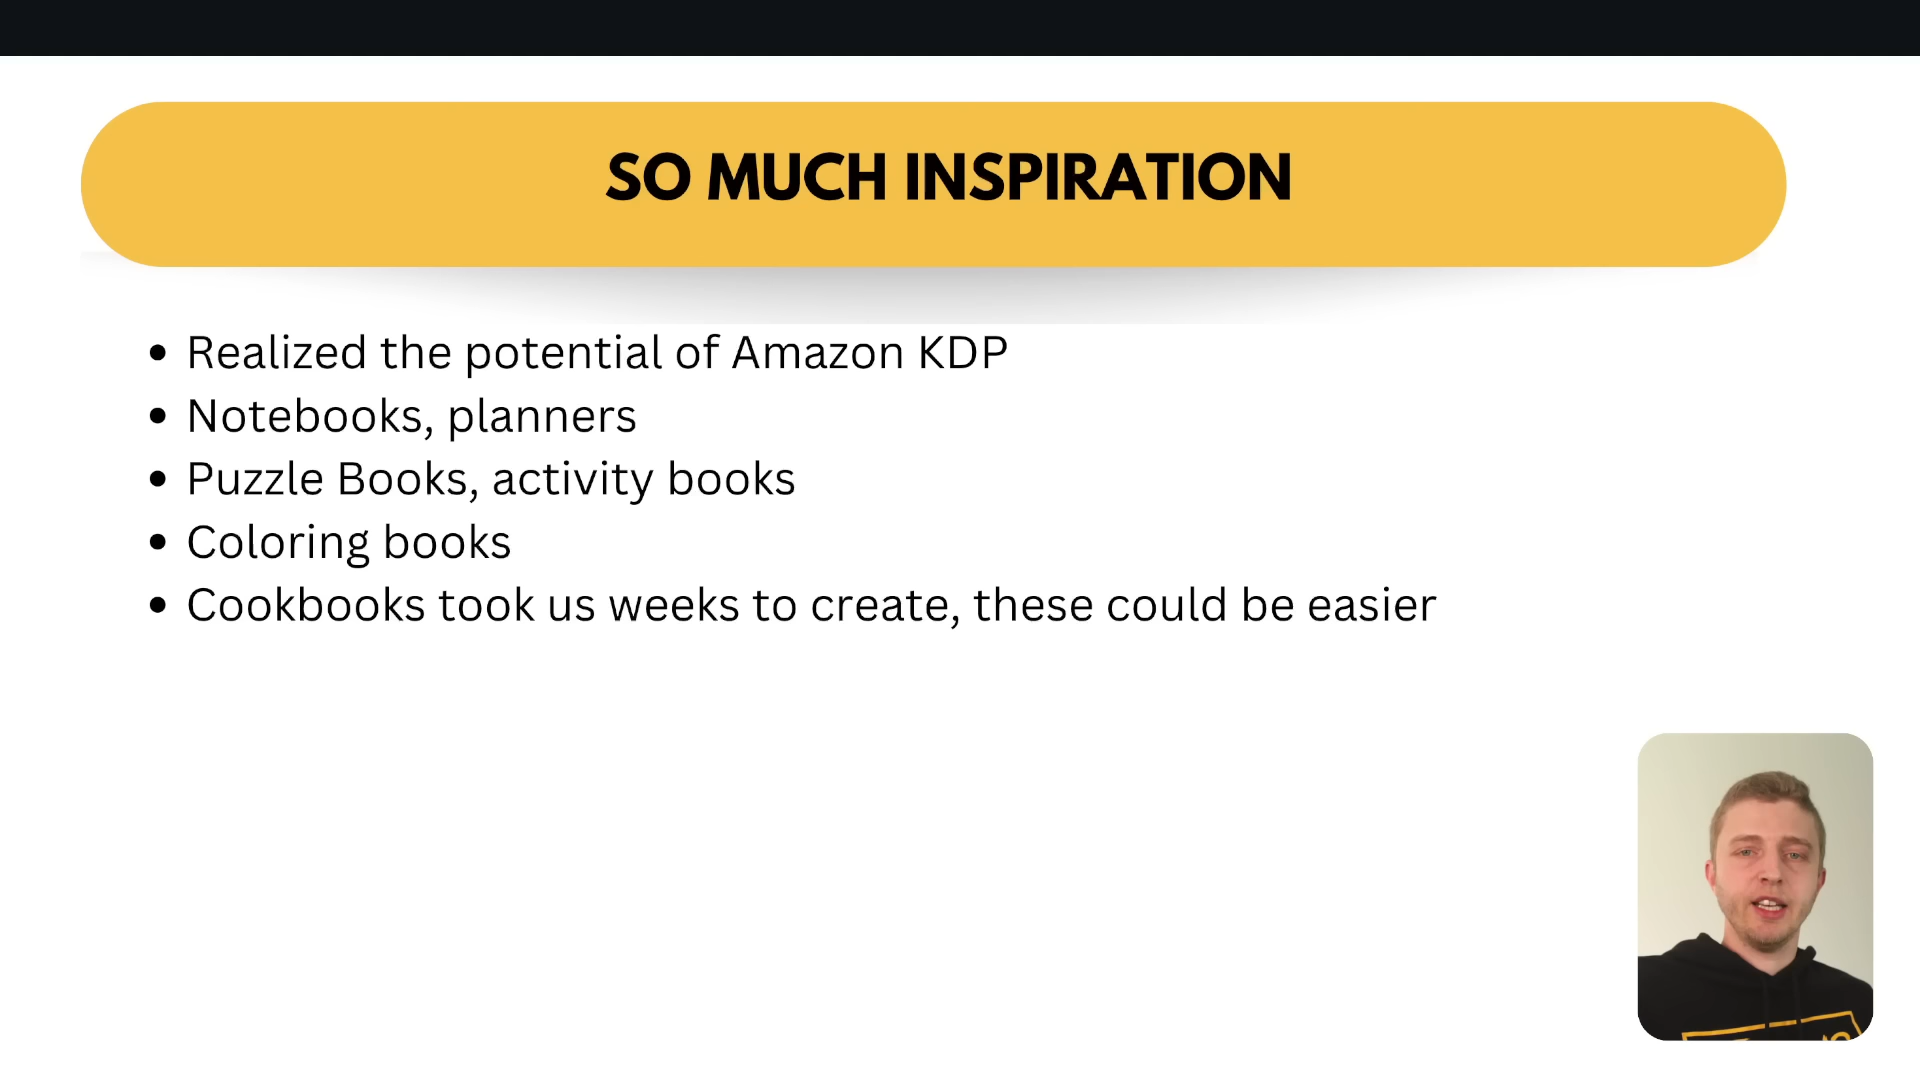 SO MUCH INSPIRATION
• Realized the potential of Amazon KDP
• Notebooks, planners
• Puzzle Books, activity books
• Coloring books
• Cookbooks took us weeks to create, these could be easier